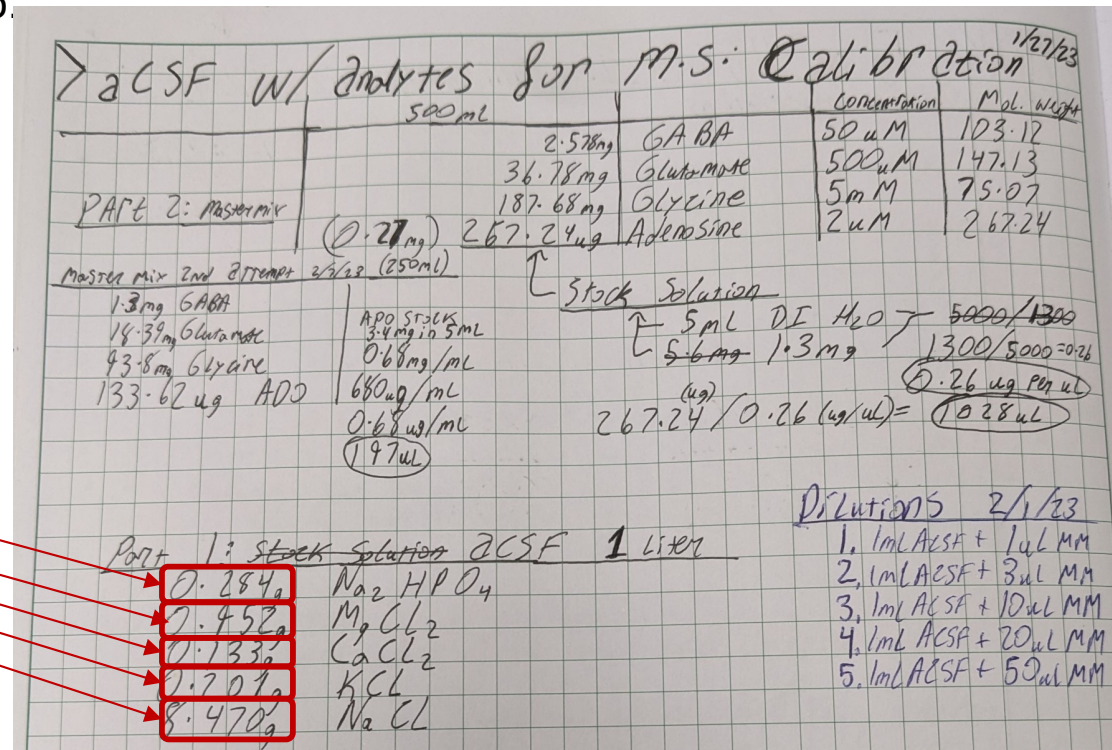 > aCSF w/ analytes for M.S. Calibration 1/27/23
500 mL Concentration Mol. weight
2.578mg GABA 50 uM 103.12
36.78mg Glutamate 500uM 147.13
187.68mg Glycine 5mM 75.07
PArt 2: Mastermix
(0.27mg) 267.24ug Adenosine 2uM 267.24
Master Mix 2nd attempt 2/2/23 (250ml)
1.3mg GABA
18.39mg Glutamate
93.8mg Glycine
133.62ug ADO
ADO Stock
3.4mg in 5mL
0.68mg/mL
680ug/mL
0.68ug/mL
197uL
Stock Solution
5mL DI H2O 5000/1300
5.6mg 1.3mg 1300/5000=0.26
0.26 ug per uL
(ug)
267.24/0.26 (ug/uL)= 1028uL
Part 1: Stock Solution aCSF 1 Liter
0.284g Na2 HPO4
0.452g MgCL2
0.133g CaCL2
0.201g KCL
8.470g NaCL
Dilutions 2/1/23
1. 1mL ACSF + 1uL MM
2. 1mL ACSF + 3uL MM
3. 1mL ACSF + 10uL MM
4. 1mL ACSF + 20uL MM
5. 1mL ACSF + 50uL MM